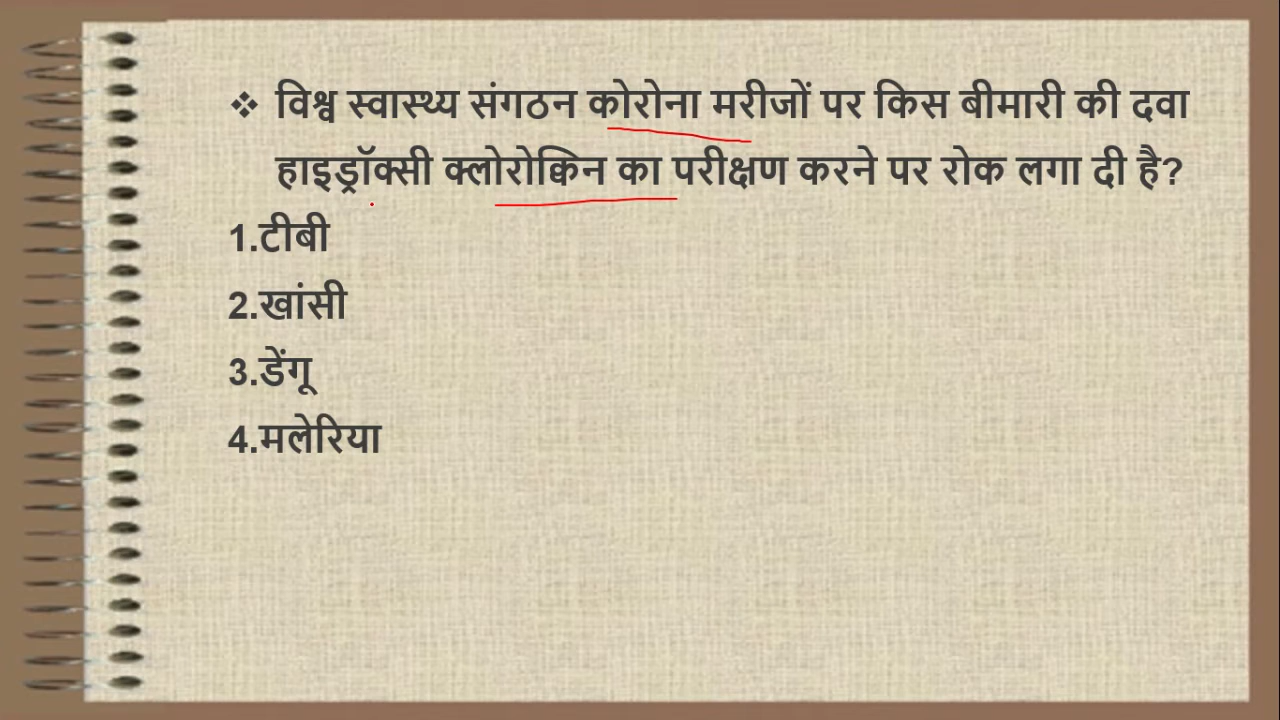 ❖ विश्व स्वास्थ्य संगठन कोरोना मरीजों पर किस बीमारी की दवा
हाइड्रॉक्सी क्लोरोक्विन का परीक्षण करने पर रोक लगा दी है?
1.टीबी
2.खांसी
3.डेंगू
4.मलेरिया